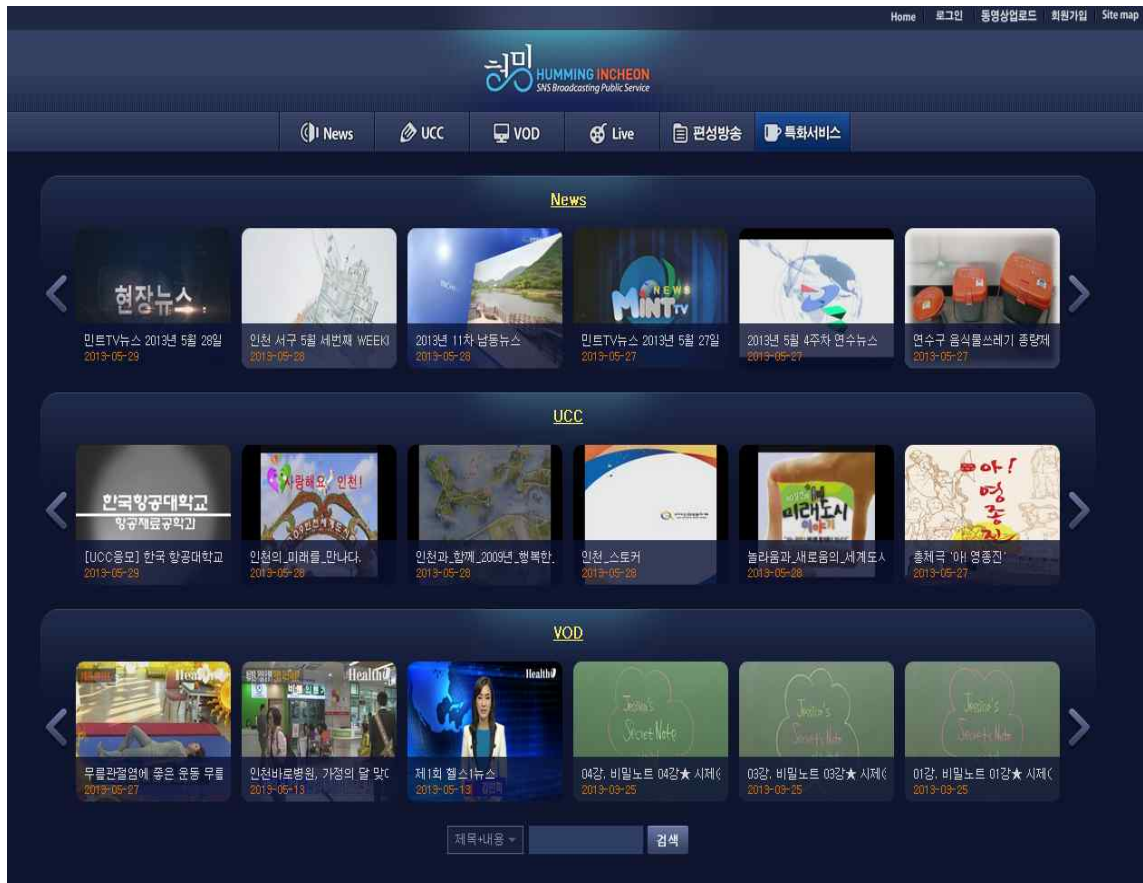 Home 로그인 동영상업로드 회원가입 Site map
허미 HUMMING INCHEON
SNS Broadcasting Public Service
News UCC VOD Live 편성방송 특화서비스
News
현장뉴스
NEWS
MINT TV
민트TV뉴스 2013년 5월 28일
인천 서구 5월 세번째 WEEKI
2013년 11차 남동뉴스
민트TV뉴스 2013년 5월 27일
2013년 5월 4주차 연수뉴스
연수구 음식물쓰레기 종량제
2013-05-29
2013-05-28
2013-05-28
2013-05-27
2013-05-27
2013-05-27
UCC
한국항공대학교
항공재료공학과
사랑해요 인천!
미래도시
이야기
아!
영종진
[UCC응모] 한국 항공대학교
인천의_미래를_만나다.
인천과_함께_2009년_행복한_
인천_스토커
놀라움과_새로움의_세계도시
총체극 '아! 영종진'
2013-05-29
2013-05-28
2013-05-28
2013-05-28
2013-05-28
2013-05-27
VOD
Health
Health
Health
Jessica's
Secret Note
Jessica's
Secret Note
Jessica's
Secret Note
무릎관절염에 좋은 운동 무릎
인천바로병원, 가정의 달 맞이
제1회 헬스1뉴스
04강. 비밀노트 04강★ 시제(
03강. 비밀노트 03강★ 시제(
01강. 비밀노트 01강★ 시제(
2013-05-27
2013-05-13
2013-05-13
2013-03-25
2013-03-25
2013-03-25
제목+내용
검색